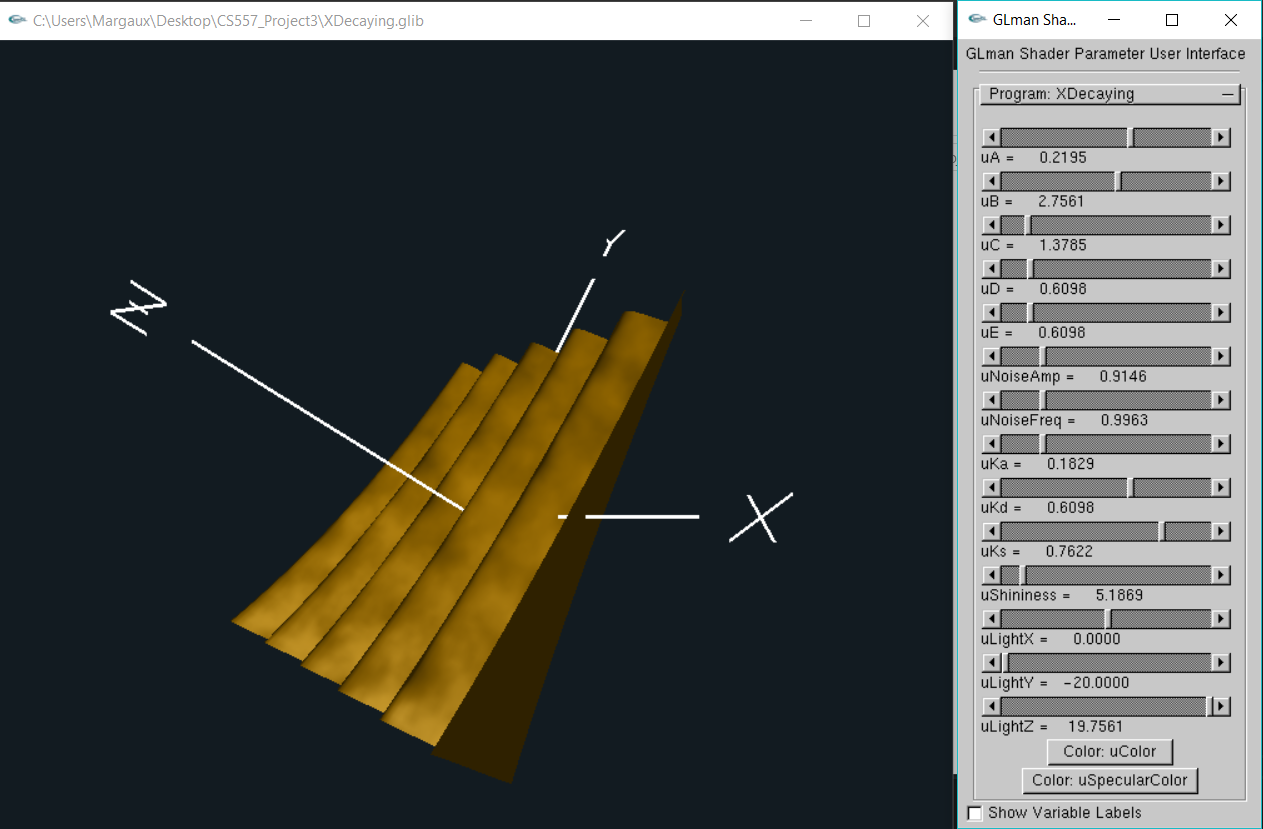 C:\Users\Margaux\Desktop\CS557_Project3\XDecaying.glib
GLman Sha...
GLman Shader Parameter User Interface
Program: XDecaying
uA = 0.2195
uB = 2.7561
uC = 1.3785
uD = 0.6098
uE = 0.6098
uNoiseAmp = 0.9146
uNoiseFreq = 0.9963
uKa = 0.1829
uKd = 0.6098
uKs = 0.7622
uShininess = 5.1869
uLightX = 0.0000
uLightY = -20.0000
uLightZ = 19.7561
Color: uColor
Color: uSpecularColor
Show Variable Labels
Y
Z
X